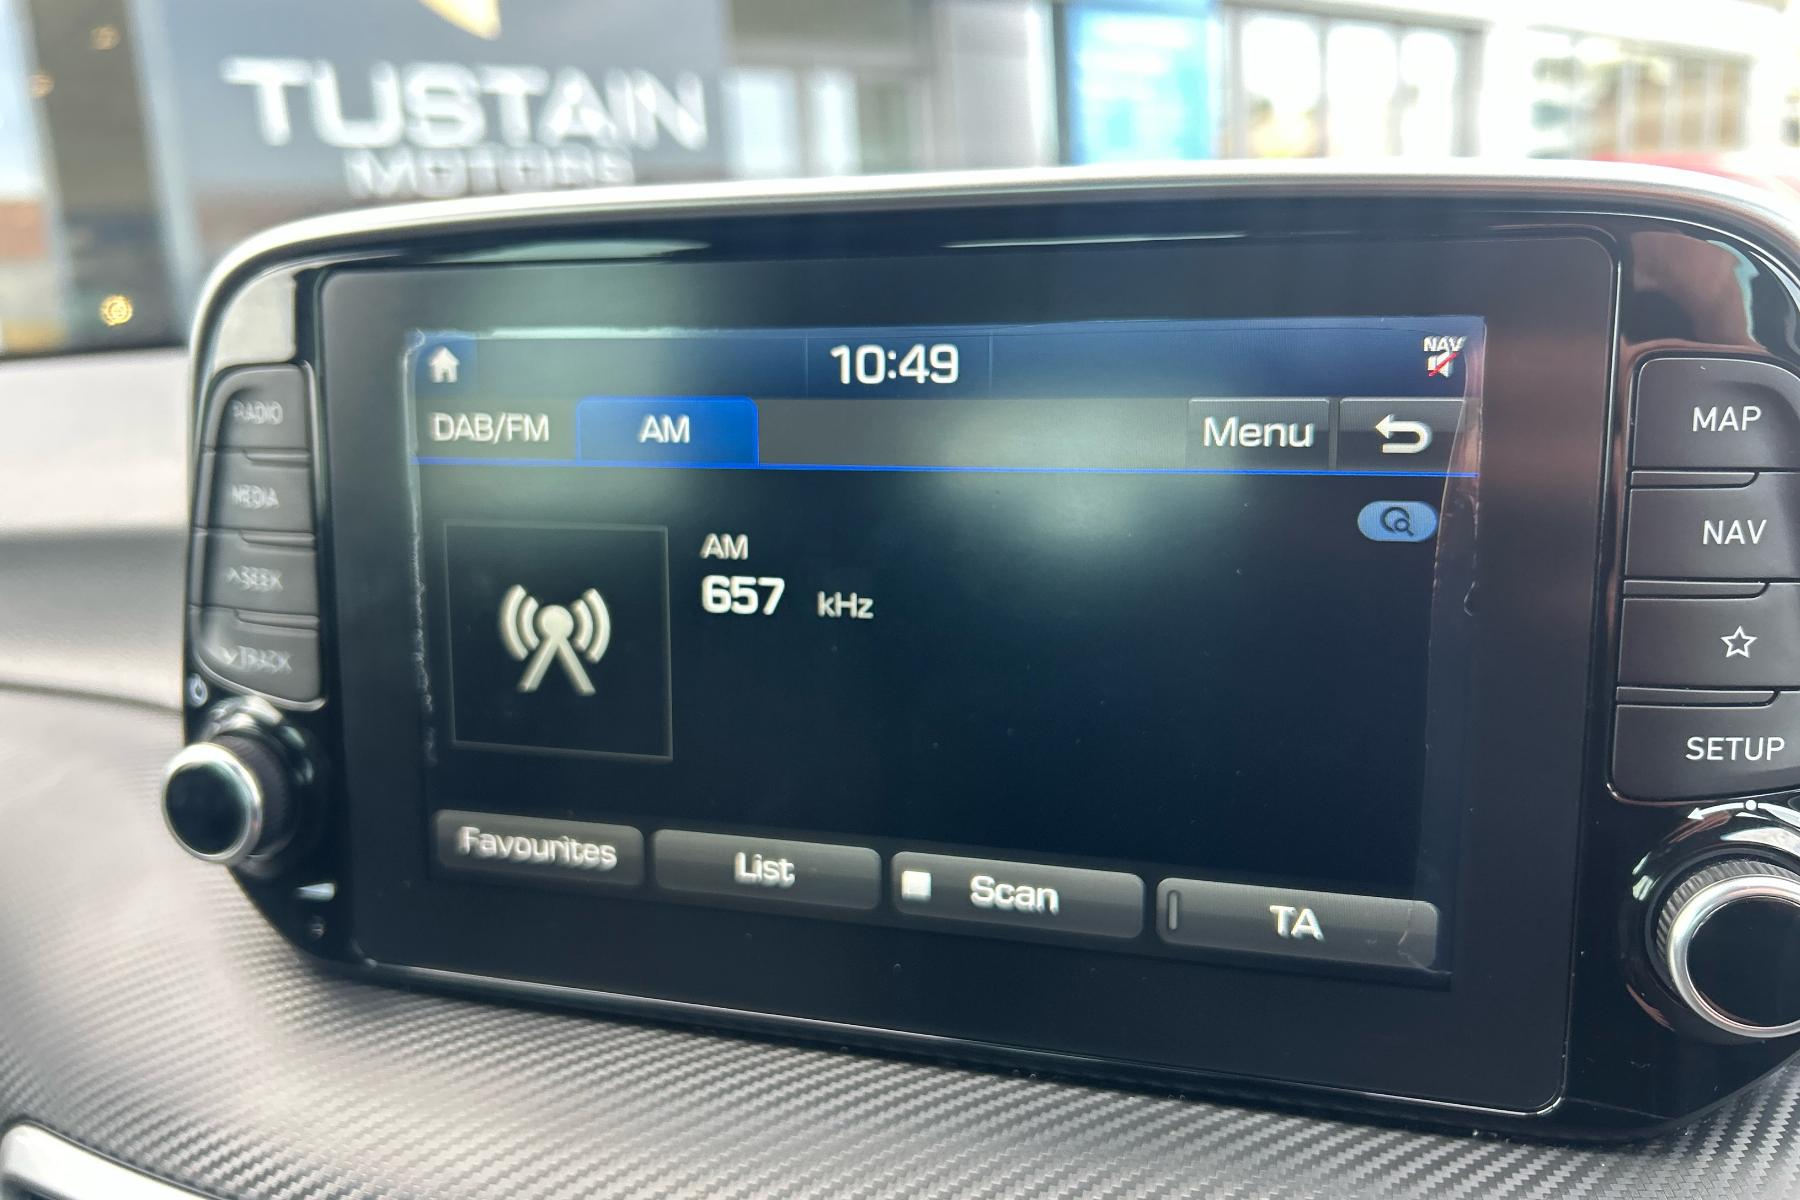 TUSTAIN
MOTORS
10:49
NAV
DAB/FM
AM
Menu
AM
657 kHz
Favourites
List
Scan
TA
RADIO
MEDIA
SEEK
TRACK
MAP
NAV
SETUP